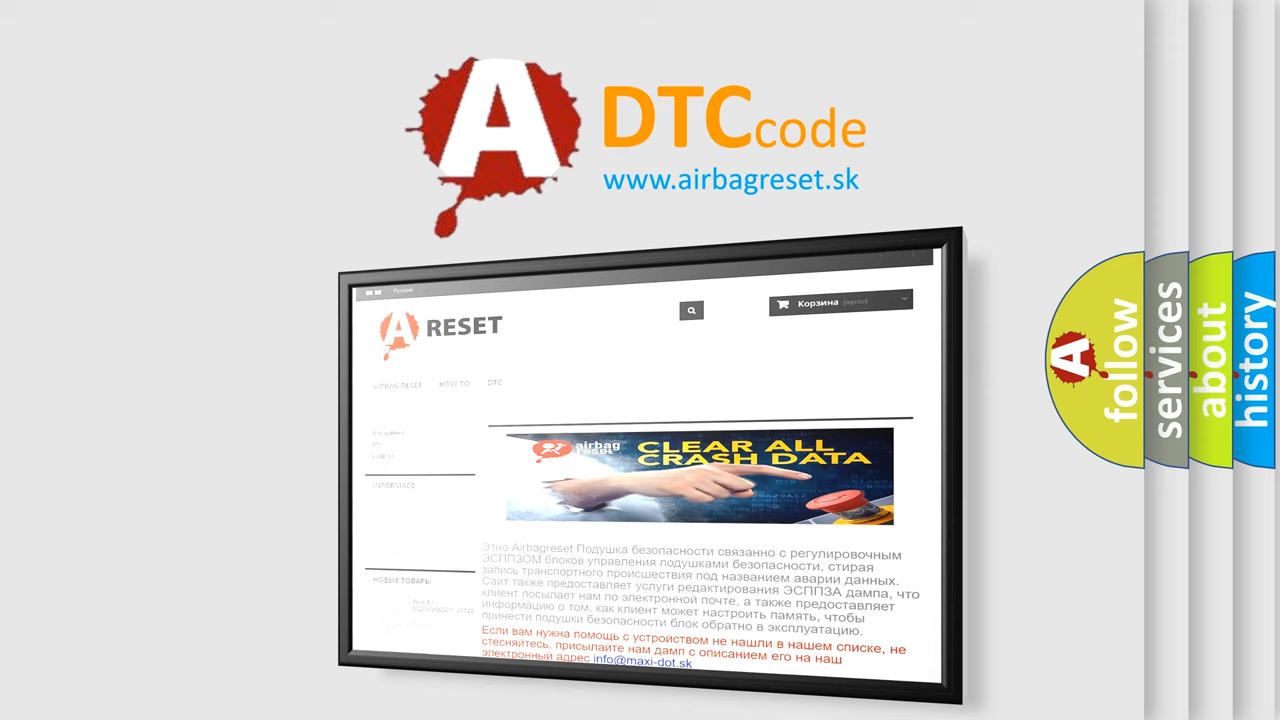 A DTCcode
www.airbagreset.sk
Русский
A RESET
Корзина (пусто)
AIRBAG RESET HOW TO DTC
DTC
INFORMACE
airbag
reset
CLEAR ALL
CRASH DATA
Этно Airbagreset Подушка безопасности связанно с регулировочным
ЭСППЗОМ блоков управления подушками безопасности, стирая
запись транспортного происшествия под названием аварии данных.
Сайт также предоставляет услуги редактирования ЭСППЗА дампа, что
клиент посылает нам по электронной почте, а также предоставляет
информацию о том, как клиент может настроить память, чтобы
принести подушки безопасности блок обратно в эксплуатацию.
Если вам нужна помощь с устройством не нашли в нашем списке, не
стесняйтесь, присылайте нам дамп с описанием его на наш
электронный адрес info@maxi-dot.sk
НОВЫЕ ТОВАРЫ
A follow
services
about
history